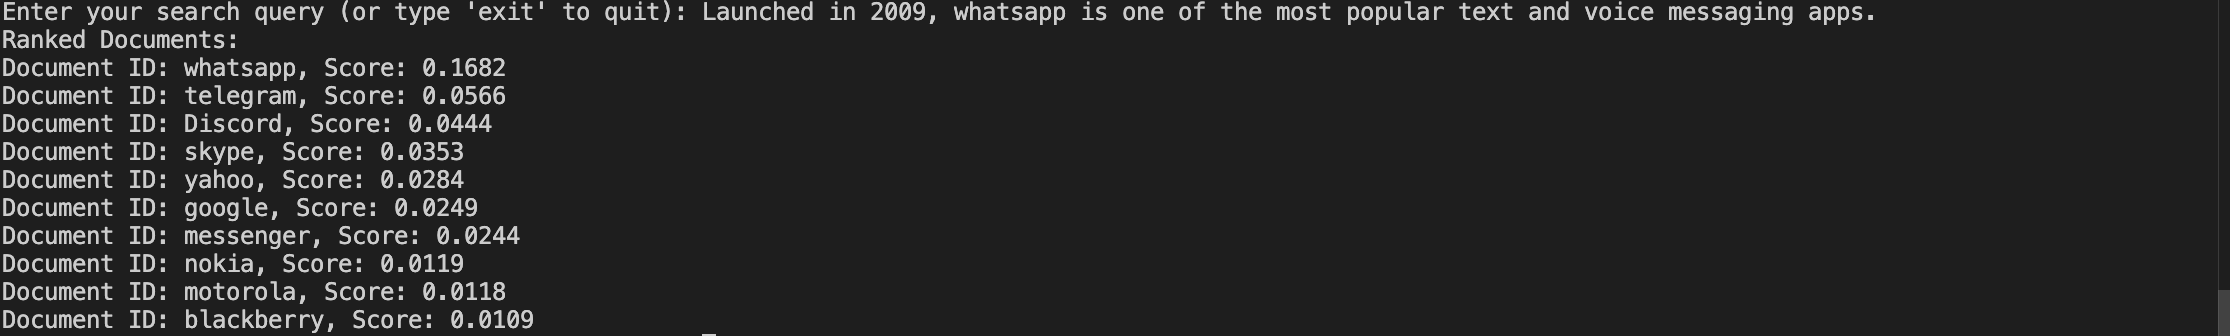 Enter your search query (or type 'exit' to quit): Launched in 2009, whatsapp is one of the most popular text and voice messaging apps.
Ranked Documents:
Document ID: whatsapp, Score: 0.1682
Document ID: telegram, Score: 0.0566
Document ID: Discord, Score: 0.0444
Document ID: skype, Score: 0.0353
Document ID: yahoo, Score: 0.0284
Document ID: google, Score: 0.0249
Document ID: messenger, Score: 0.0244
Document ID: nokia, Score: 0.0119
Document ID: motorola, Score: 0.0118
Document ID: blackberry, Score: 0.0109